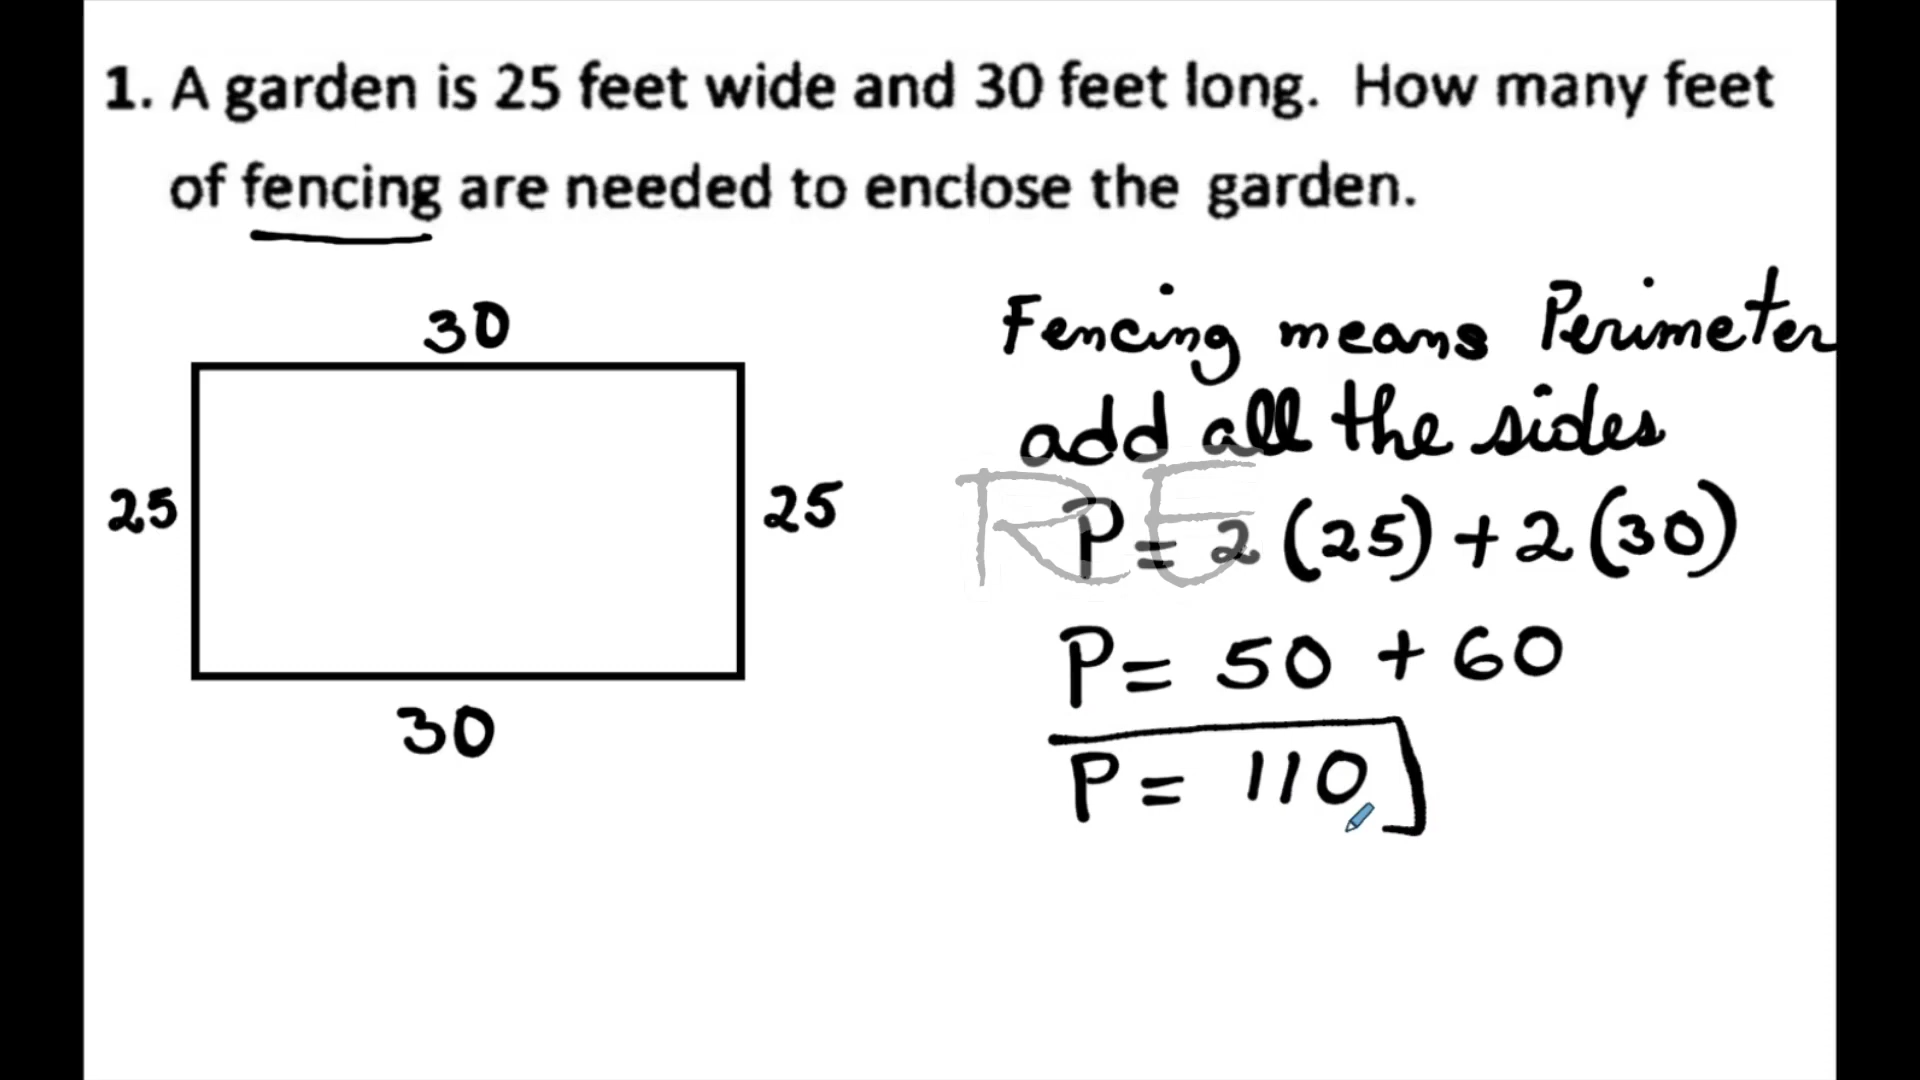 1. A garden is 25 feet wide and 30 feet long. How many feet
of fencing are needed to enclose the garden.
30
25
25
30
Fencing means Perimeter
add all the sides
P = 2 (25) + 2 (30)
P = 50 + 60
P = 110
RE